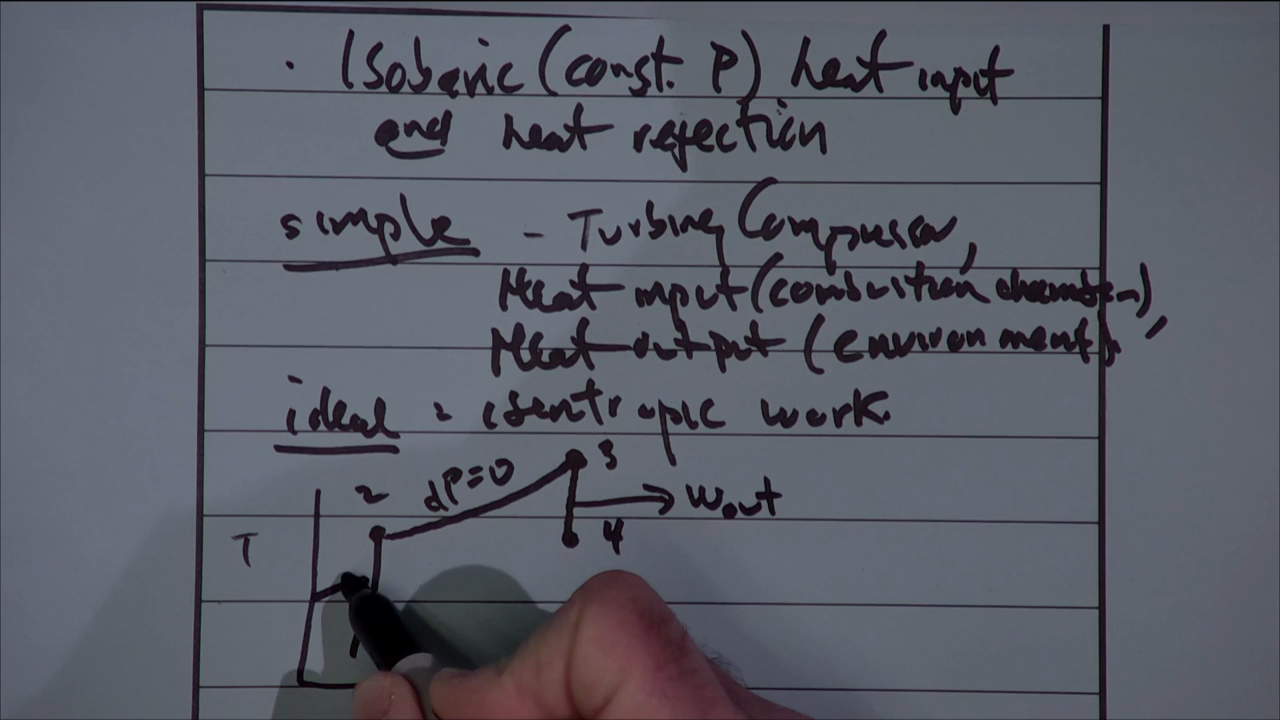 · Isobaric (const. P) heat input
and heat rejection
simple - Turbine, Compressor,
Heat input (combustion chamber),
Heat output (environment),
ideal = isentropic work.
3
2 dP=0 Wout
T 4